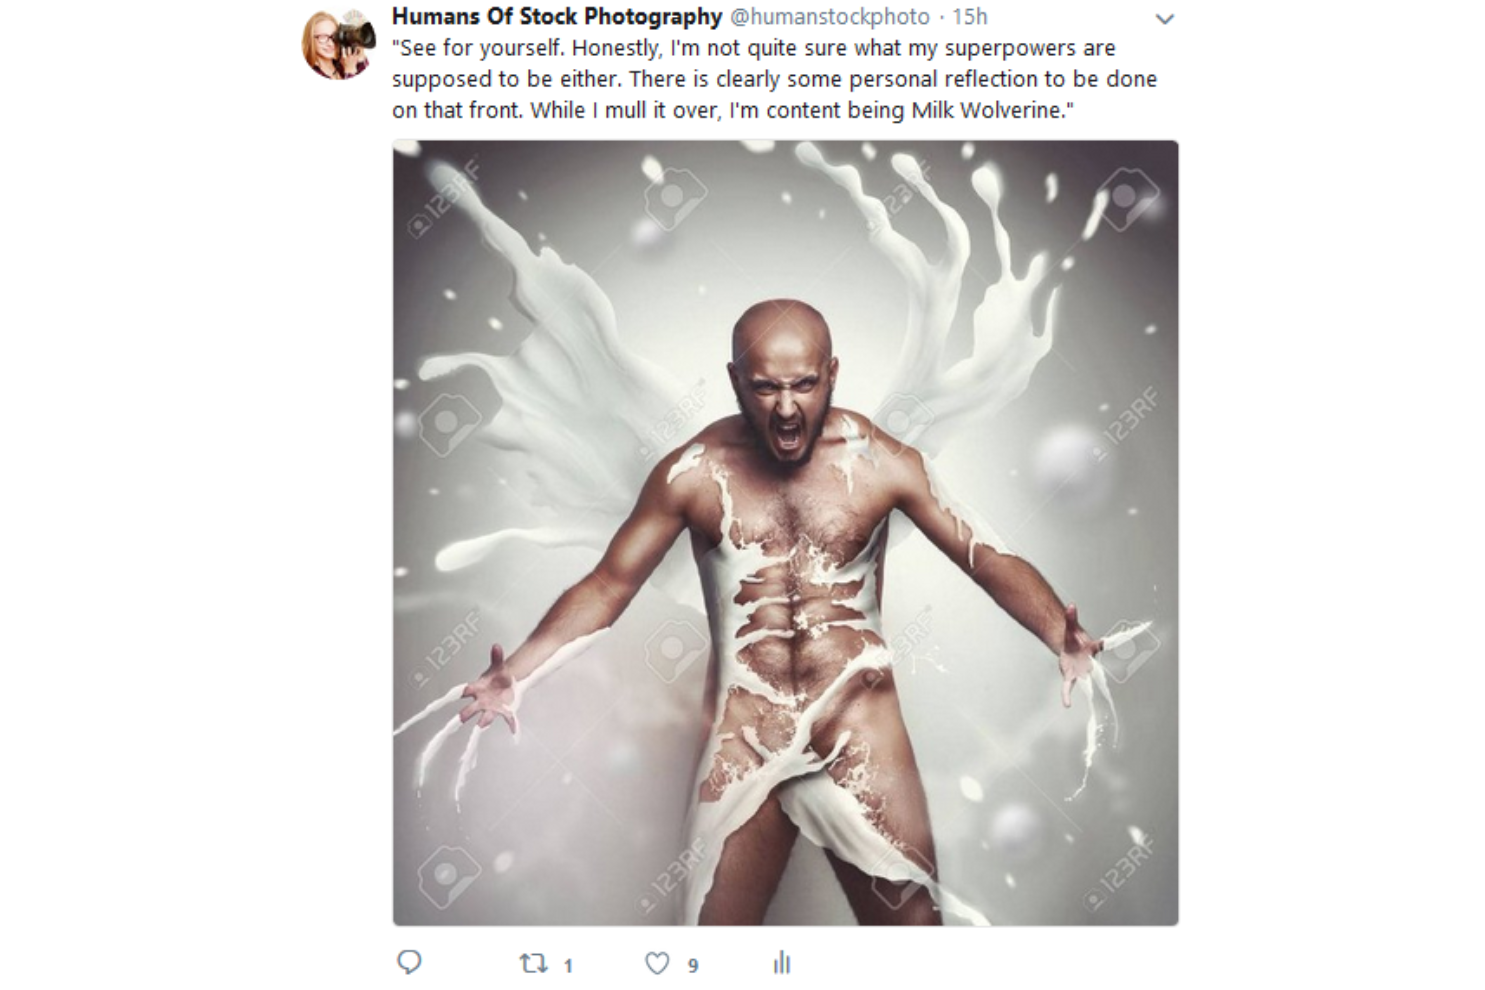 Humans Of Stock Photography @humanstockphoto · 15h
"See for yourself. Honestly, I'm not quite sure what my superpowers are
supposed to be either. There is clearly some personal reflection to be done
on that front. While I mull it over, I'm content being Milk Wolverine."
123RF
123RF
123RF
123RF
123RF
123RF
123RF
123RF
1
9